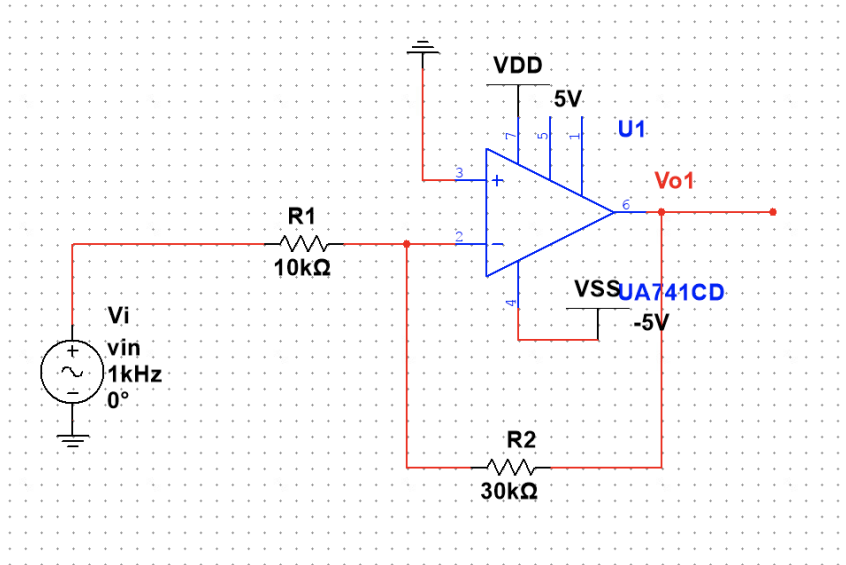 VDD
5V
U1
7
5
1
3
+
Vo1
6
R1
2
−
10kΩ
4
VSS
UA741CD
-5V
Vi
+
vin
1kHz
0°
R2
30kΩ